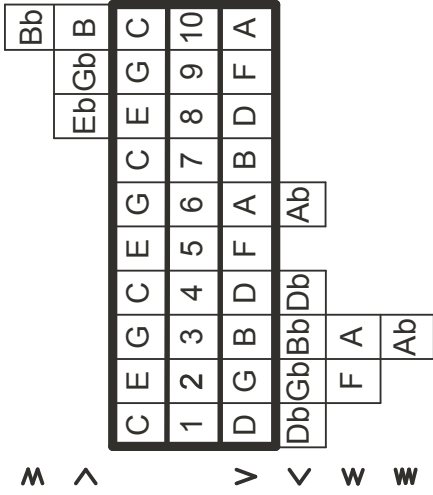 Bb
Eb Gb B
C E G C E G C E G C
1 2 3 4 5 6 7 8 9 10
D G B D F A B D F A
Db Gb Bb Db Ab
F A
Ab